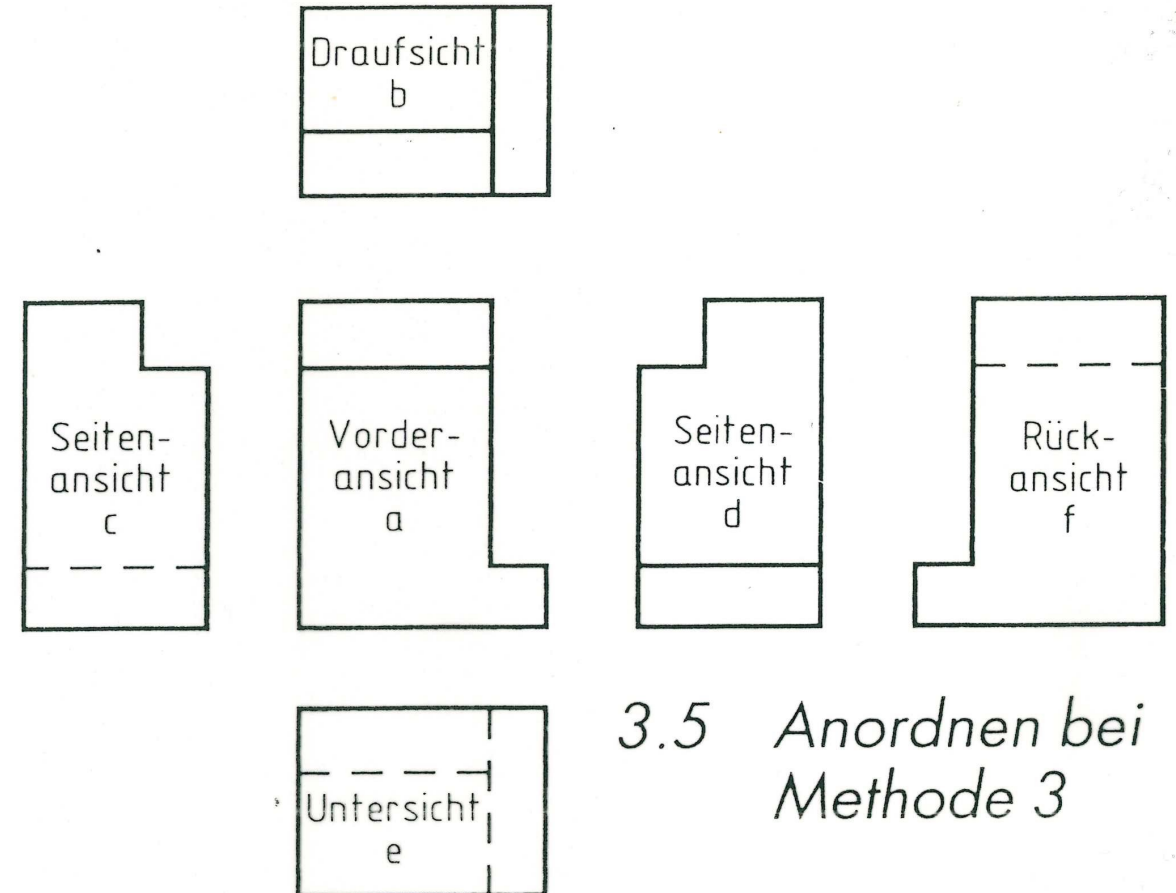 Draufsicht
b
Seiten-
ansicht
c
Vorder-
ansicht
a
Seiten-
ansicht
d
Rück-
ansicht
f
Untersicht
e
3.5 Anordnen bei
Methode 3